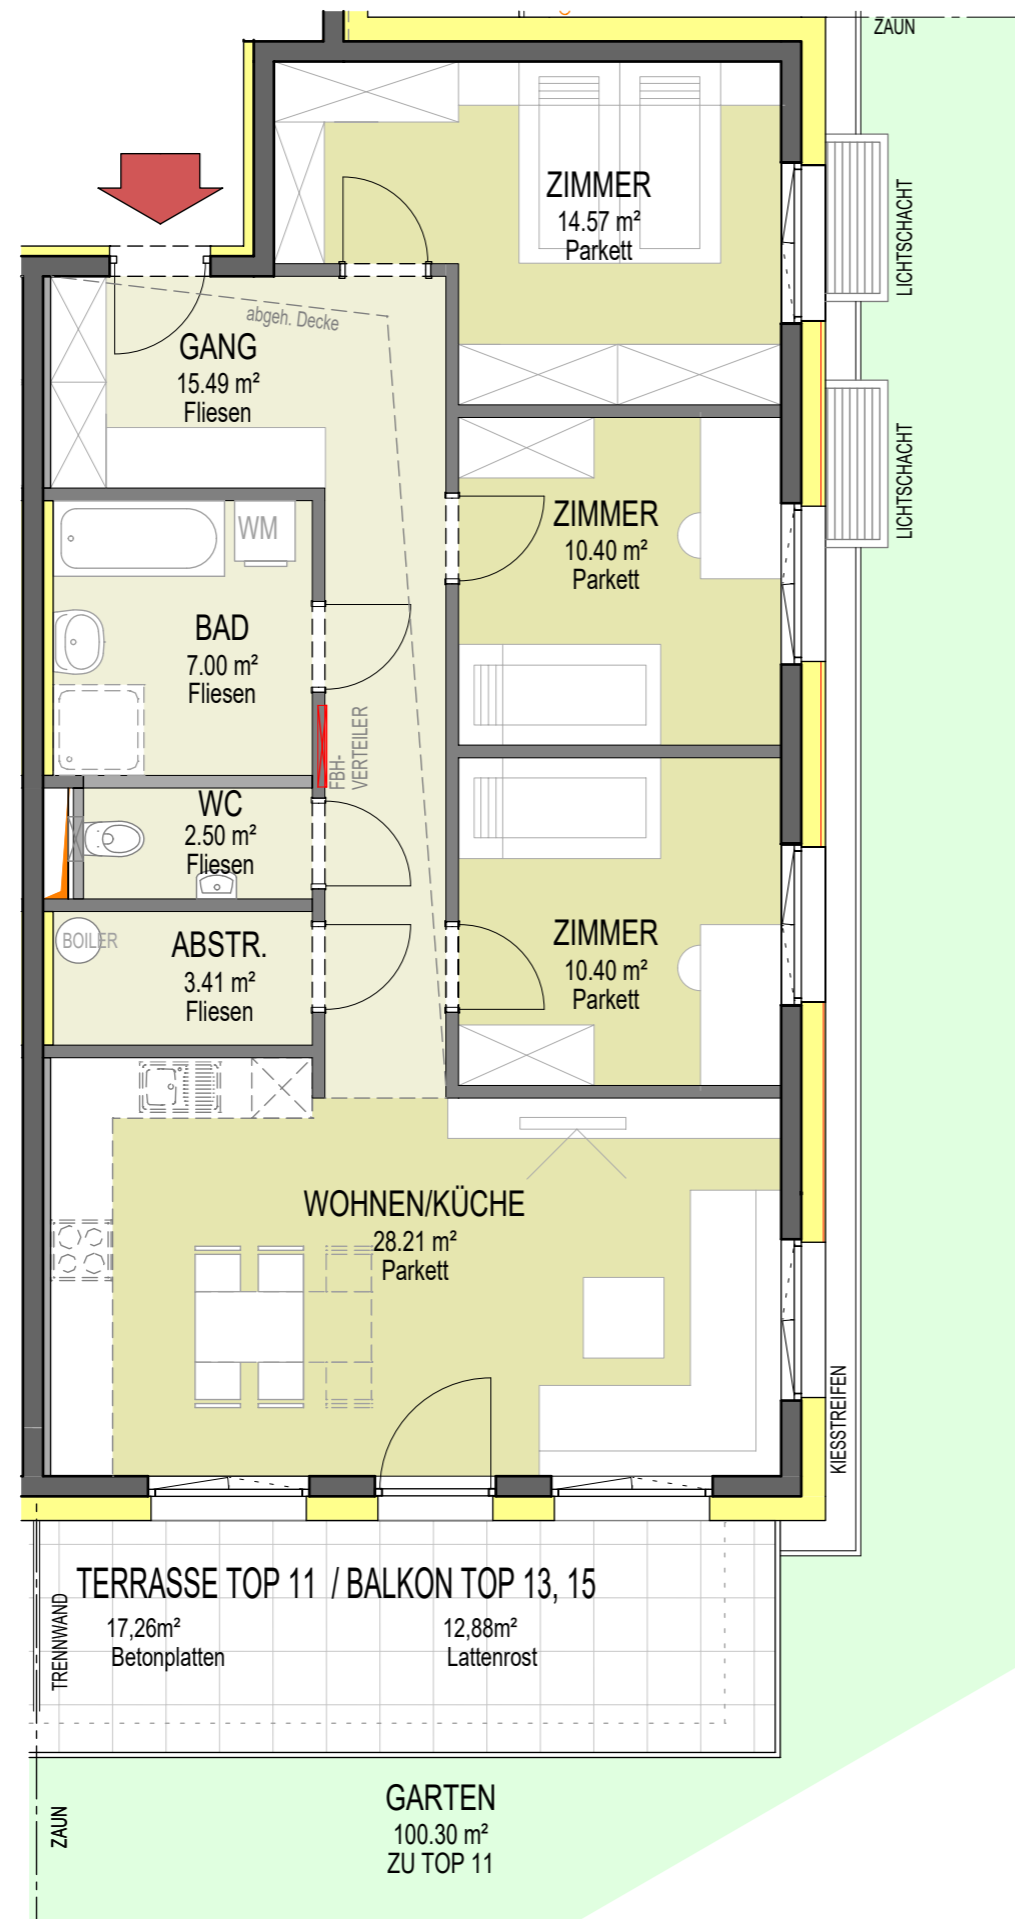 ZAUN
ZIMMER
14.57 m²
Parkett
LICHTSCHACHT
abgeh. Decke
GANG
15.49 m²
Fliesen
LICHTSCHACHT
WM
ZIMMER
10.40 m²
Parkett
BAD
7.00 m²
Fliesen
FBH-
VERTEILER
WC
2.50 m²
Fliesen
BOILER
ABSTR.
3.41 m²
Fliesen
ZIMMER
10.40 m²
Parkett
WOHNEN/KÜCHE
28.21 m²
Parkett
KIESSTREIFEN
TERRASSE TOP 11 / BALKON TOP 13, 15
17,26m² 12,88m²
Betonplatten Lattenrost
TRENNWAND
GARTEN
100.30 m²
ZU TOP 11
ZAUN